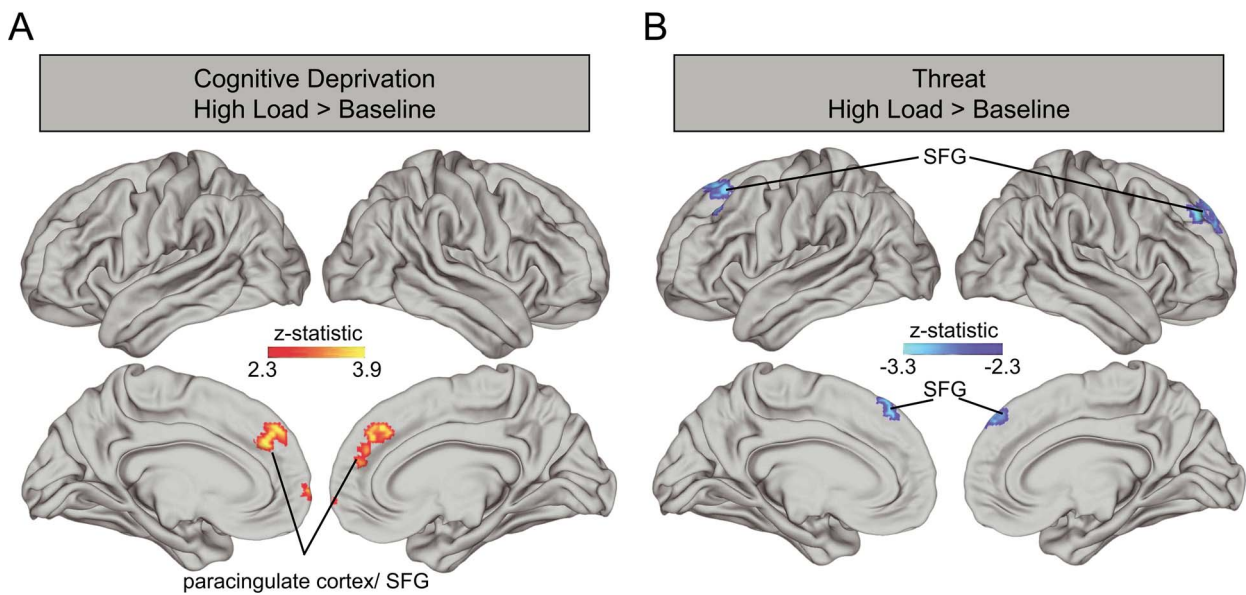 A
Cognitive Deprivation
High Load > Baseline
z-statistic
2.3 3.9
paracingulate cortex/ SFG
B
Threat
High Load > Baseline
SFG
z-statistic
-3.3 -2.3
SFG